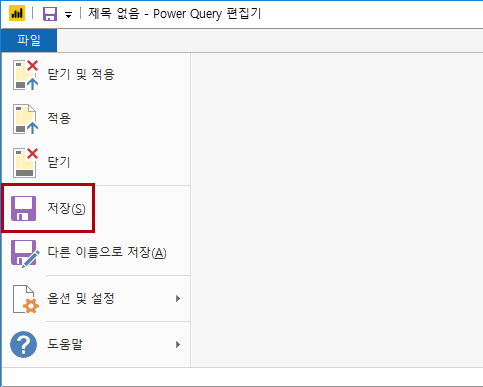 제목 없음 - Power Query 편집기
파일
닫기 및 적용
적용
닫기
저장(S)
다른 이름으로 저장(A)
옵션 및 설정
도움말